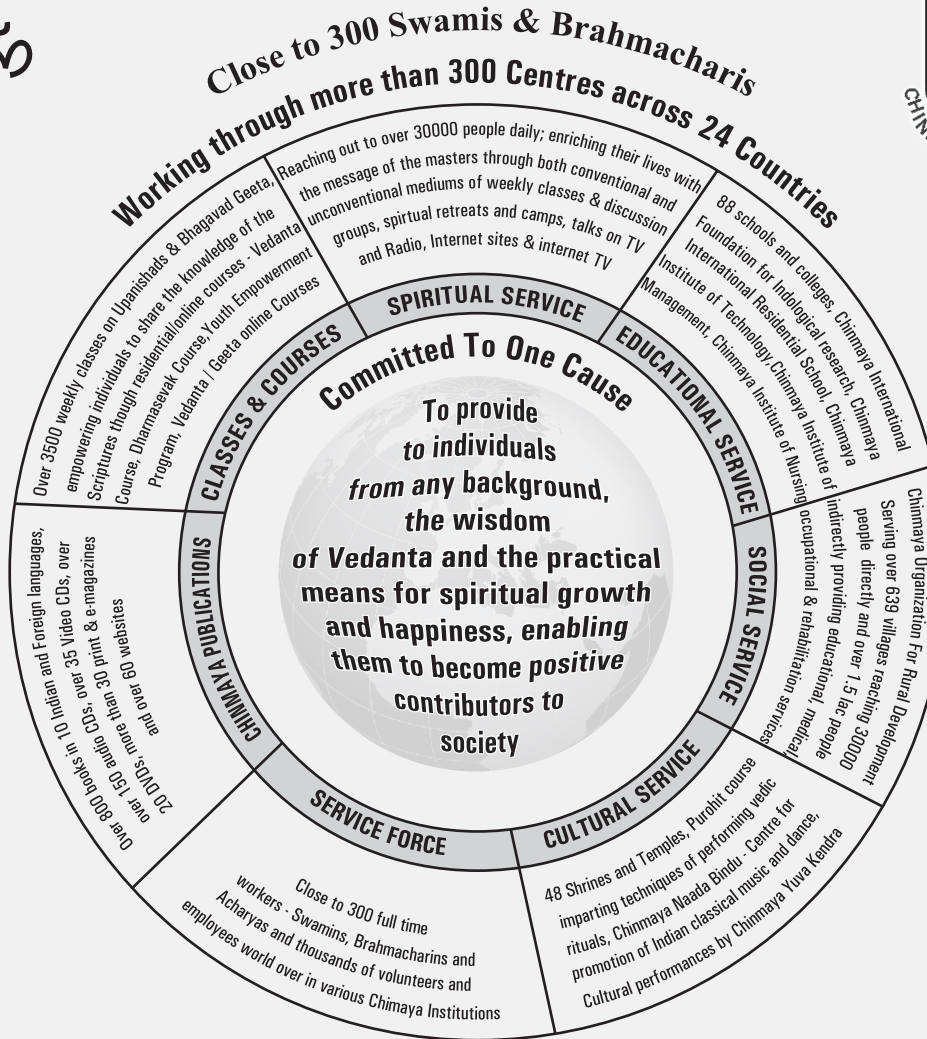 Close to 300 Swamis & Brahmacharis
Working through more than 300 Centres across 24 Countries
Reaching out to over 30000 people daily; enriching their lives with
the message of the masters through both conventional and
unconventional mediums of weekly classes & discussion
groups, spirtual retreats and camps, talks on TV
and Radio, Internet sites & internet TV
SPIRITUAL SERVICE
88 schools and colleges, Chinmaya International
Foundation for Indological research, Chinmaya
International Residential School, Chinmaya
Institute of Technology, Chinmaya Institute of
Management, Chinmaya Institute of Nursing
EDUCATIONAL SERVICE
Chinmaya Organization For Rural Development
Serving over 639 villages reaching 30000
people directly and over 1.5 lac people
indirectly providing educational, medical,
occupational & rehabilitation services
SOCIAL SERVICE
48 Shrines and Temples, Purohit course
imparting techniques of performing vedic
rituals, Chinmaya Naada Bindu - Centre for
promotion of Indian classical music and dance,
Cultural performances by Chinmaya Yuva Kendra
CULTURAL SERVICE
Close to 300 full time
workers - Swamins, Brahmacharins and
Acharyas and thousands of volunteers and
employees world over in various Chimaya Institutions
SERVICE FORCE
Over 800 books in 10 Indian and Foreign languages,
over 150 audio CDs, over 35 Video CDs, over
20 DVDs, more than 30 print & e-magazines
and over 60 websites
CHINMAYA PUBLICATIONS
Over 3500 weekly classes on Upanishads & Bhagavad Geeta,
empowering individuals to share the knowledge of the
Scriptures though residential/online courses - Vedanta
Course, Dharmasevak Course, Youth Empowerment
Program, Vedanta / Geeta online Courses
CLASSES & COURSES
Committed To One Cause
To provide
to individuals
from any background,
the wisdom
of Vedanta and the practical
means for spiritual growth
and happiness, enabling
them to become positive
contributors to
society